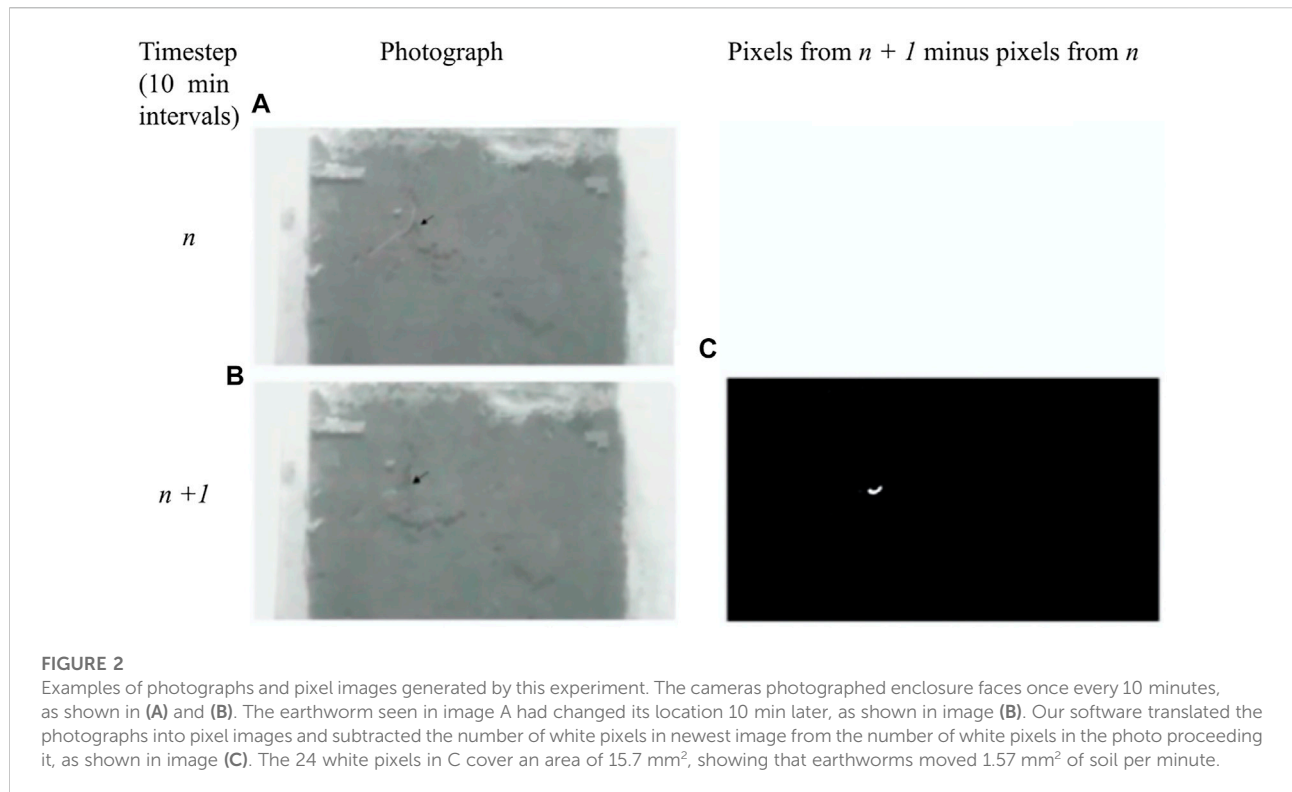 Timestep
(10 min
intervals)
Photograph
Pixels from n + 1 minus pixels from n
A
n
C
B
n +1
FIGURE 2
Examples of photographs and pixel images generated by this experiment. The cameras photographed enclosure faces once every 10 minutes,
as shown in (A) and (B). The earthworm seen in image A had changed its location 10 min later, as shown in image (B). Our software translated the
photographs into pixel images and subtracted the number of white pixels in newest image from the number of white pixels in the photo proceeding
it, as shown in image (C). The 24 white pixels in C cover an area of 15.7 mm², showing that earthworms moved 1.57 mm² of soil per minute.